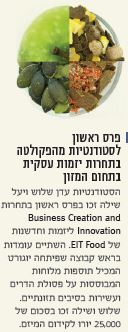 פרס ראשון
לסטודנטיות מהפקולטה
בתחרות יזמות עסקית
בתחום המזון
הסטודנטיות עדן שלוש ויעל
שילה זכו בפרס ראשון בתחרות
Business Creation and
Innovation ליזמות וחדשנות
של EIT Food. השתיים עומדות
בראש קבוצה שפיתחה יוגורט
המכיל תוספות מלוחות
המבוססות על פסולת הדרים
ועשירות בסיבים תזונתיים.
שלוש ושילה זכו בסכום של
25,000 יורו לקידום המיזם.